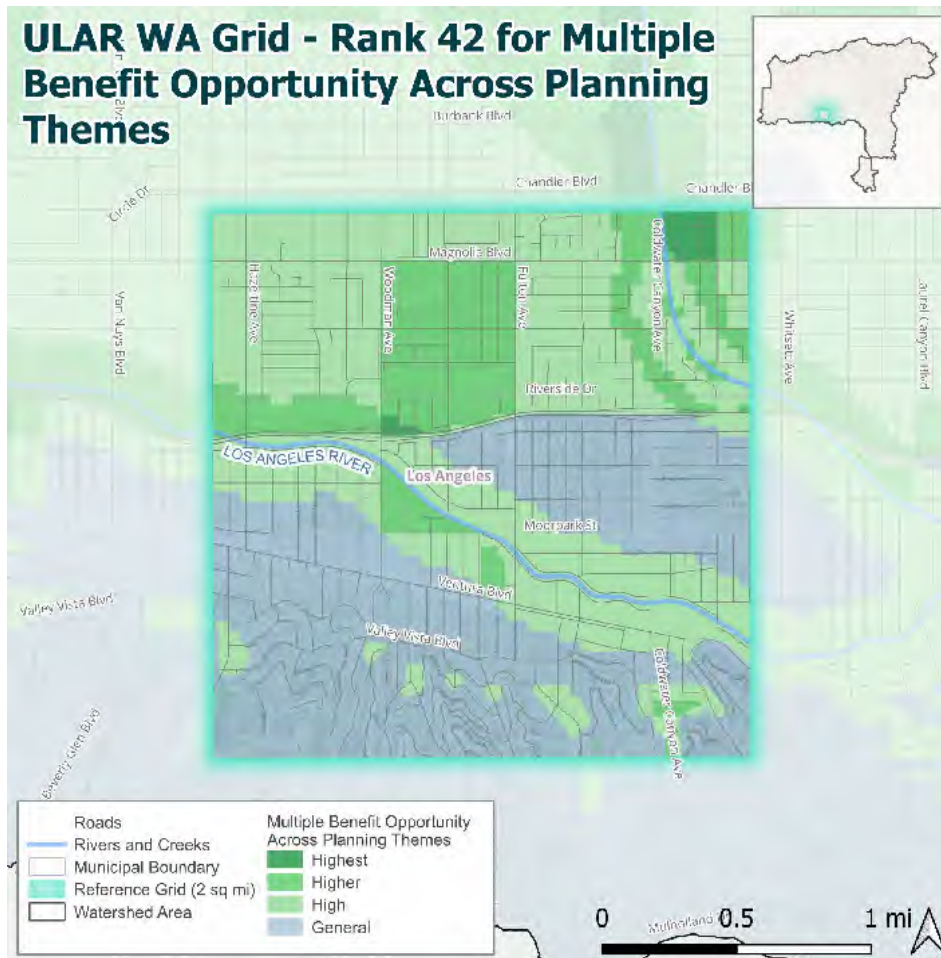 ULAR WA Grid - Rank 42 for Multiple
Benefit Opportunity Across Planning
Themes
Burbank Blvd
Chandler Blvd
Chandler B
Circle Dr
Magnolia Blvd
Hazeltine Ave
Woodman Ave
Fulton Ave
Coldwater Canyon Ave
Van Nuys Blvd
Whitsett Ave
Laurel Canyon Blvd
Riverside Dr
LOS ANGELES RIVER
Los Angeles
Moorpark St
Ventura Blvd
Valley Vista Blvd
Valley Vista Blvd
Coldwater Canyon Ave
Beverly Glen Blvd
Roads
Rivers and Creeks
Municipal Boundary
Reference Grid (2 sq mi)
Watershed Area
Multiple Benefit Opportunity
Across Planning Themes
Highest
Higher
High
General
0 0.5 1 mi
Mulholland